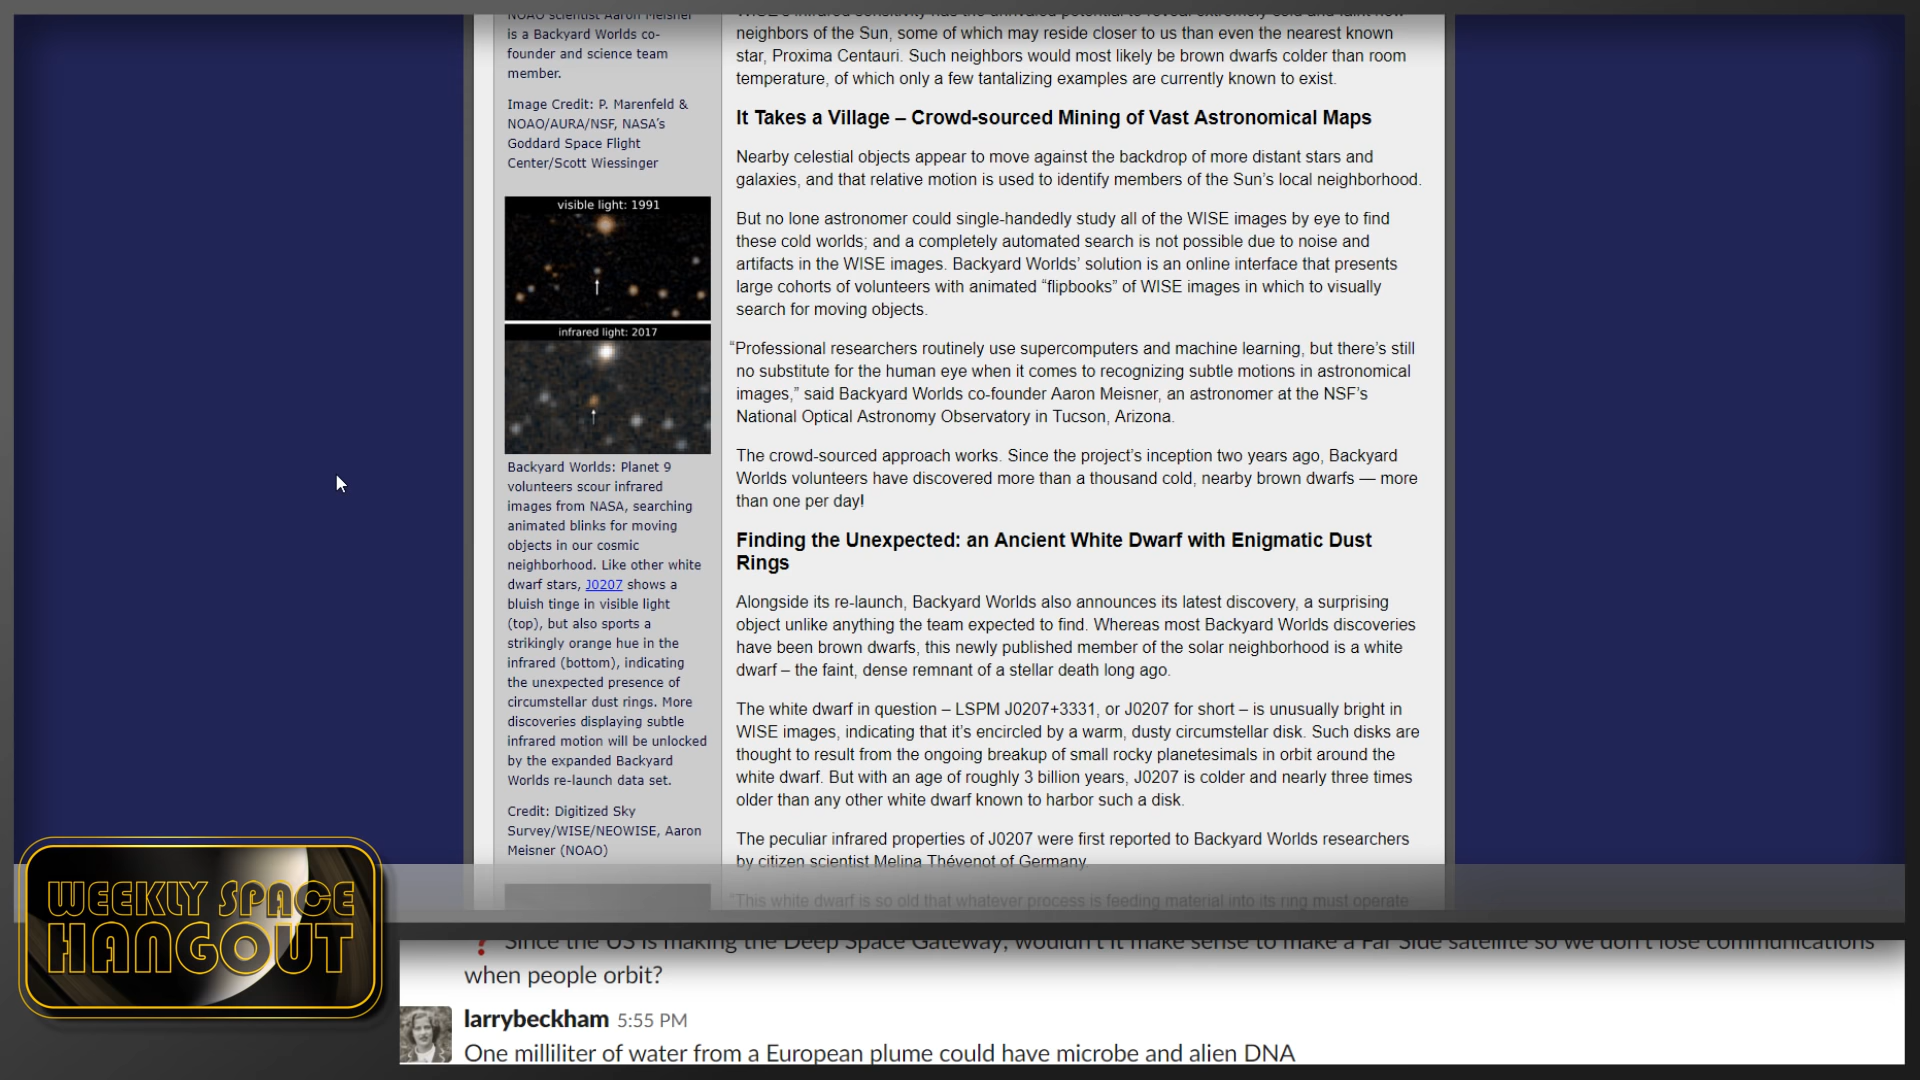 NOAO scientist Aaron Meisner
is a Backyard Worlds co-
founder and science team
member.
Image Credit: P. Marenfeld &
NOAO/AURA/NSF, NASA's
Goddard Space Flight
Center/Scott Wiessinger
visible light: 1991
infrared light: 2017
Backyard Worlds: Planet 9
volunteers scour infrared
images from NASA, searching
animated blinks for moving
objects in our cosmic
neighborhood. Like other white
dwarf stars, J0207 shows a
bluish tinge in visible light
(top), but also sports a
strikingly orange hue in the
infrared (bottom), indicating
the unexpected presence of
circumstellar dust rings. More
discoveries displaying subtle
infrared motion will be unlocked
by the expanded Backyard
Worlds re-launch data set.
Credit: Digitized Sky
Survey/WISE/NEOWISE, Aaron
Meisner (NOAO)
WISE's infrared sensitivity has the unrivaled potential to reveal extremely cold and faint new
neighbors of the Sun, some of which may reside closer to us than even the nearest known
star, Proxima Centauri. Such neighbors would most likely be brown dwarfs colder than room
temperature, of which only a few tantalizing examples are currently known to exist.
It Takes a Village – Crowd-sourced Mining of Vast Astronomical Maps
Nearby celestial objects appear to move against the backdrop of more distant stars and
galaxies, and that relative motion is used to identify members of the Sun's local neighborhood.
But no lone astronomer could single-handedly study all of the WISE images by eye to find
these cold worlds; and a completely automated search is not possible due to noise and
artifacts in the WISE images. Backyard Worlds' solution is an online interface that presents
large cohorts of volunteers with animated “flipbooks” of WISE images in which to visually
search for moving objects.
“Professional researchers routinely use supercomputers and machine learning, but there's still
no substitute for the human eye when it comes to recognizing subtle motions in astronomical
images,” said Backyard Worlds co-founder Aaron Meisner, an astronomer at the NSF's
National Optical Astronomy Observatory in Tucson, Arizona.
The crowd-sourced approach works. Since the project's inception two years ago, Backyard
Worlds volunteers have discovered more than a thousand cold, nearby brown dwarfs — more
than one per day!
Finding the Unexpected: an Ancient White Dwarf with Enigmatic Dust
Rings
Alongside its re-launch, Backyard Worlds also announces its latest discovery, a surprising
object unlike anything the team expected to find. Whereas most Backyard Worlds discoveries
have been brown dwarfs, this newly published member of the solar neighborhood is a white
dwarf – the faint, dense remnant of a stellar death long ago.
The white dwarf in question – LSPM J0207+3331, or J0207 for short – is unusually bright in
WISE images, indicating that it's encircled by a warm, dusty circumstellar disk. Such disks are
thought to result from the ongoing breakup of small rocky planetesimals in orbit around the
white dwarf. But with an age of roughly 3 billion years, J0207 is colder and nearly three times
older than any other white dwarf known to harbor such a disk.
The peculiar infrared properties of J0207 were first reported to Backyard Worlds researchers
by citizen scientist Melina Thévenot of Germany.
“This white dwarf is so old that whatever process is feeding material into its ring must operate
WEEKLY SPACE
HANGOUT
? Since the US is making the Deep Space Gateway, wouldn't it make sense to make a Far Side satellite so we don't lose communications
when people orbit?
larrybeckham 5:55 PM
One milliliter of water from a European plume could have microbe and alien DNA